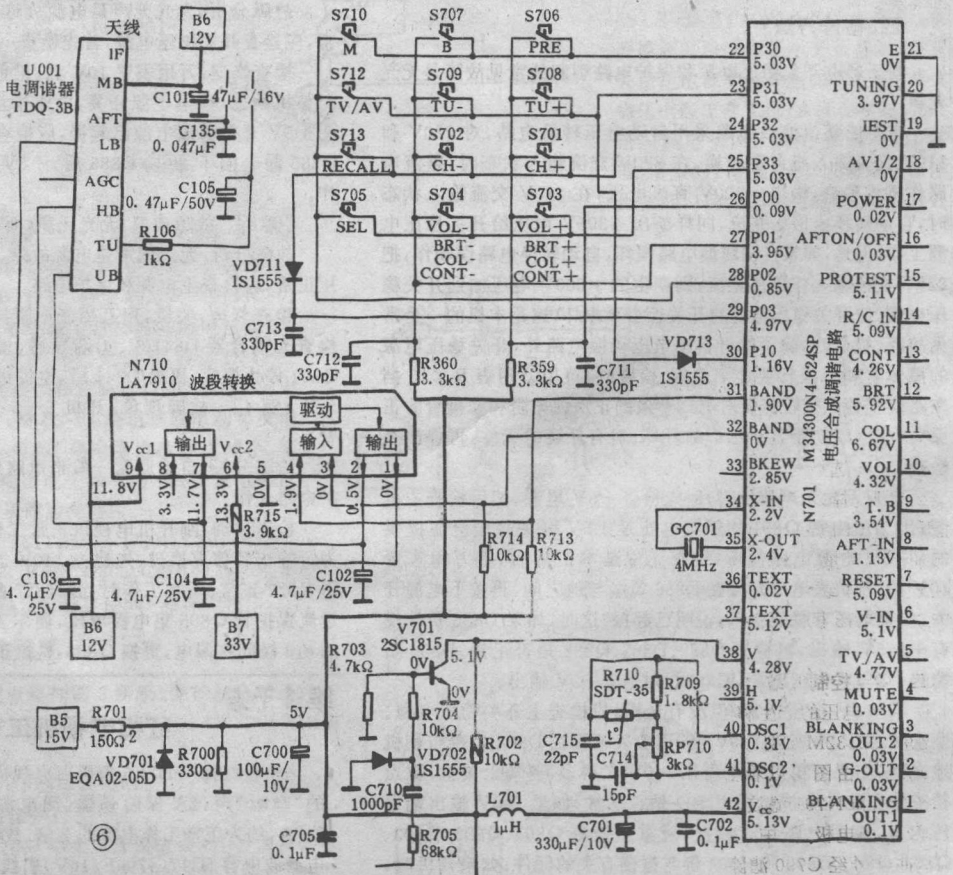 天线
U001
电调谐器
TDQ-3B
IF
MB
AFT
LB
AGC
HB
TU
UB
B6
12V
C101
47μF/16V
C135
0.047μF
C105
0.47μF/50V
R106
1kΩ
VD711
1S1555
C713
330pF
S710
M
S707
B
S706
PRE
S712
TV/AV
S709
TU-
S708
TU+
S713
RECALL
S702
CH-
S701
CH+
S705
SEL
S704
VOL-
BRT-
COL-
CONT-
S703
VOL+
BRT+
COL+
CONT+
C712
330pF
R360
3.3kΩ
R359
3.3kΩ
C711
330pF
VD713
1S1555
N710
LA7910 波段转换
驱动
输出
输入
输出
Vcc1
Vcc2
9 8 7 6 5 4 3 2 1
11.8V
3.3V
11.7V
13.3V
0V
1.9V
0V
0.5V
0V
R715
3.9kΩ
C103
4.7μF/
25V
C104
4.7μF/25V
C102
4.7μF/25V
B6
12V
B7
33V
R714
10kΩ
R713
10kΩ
V701
2SC1815
5.1V
0V
0V
R703
4.7kΩ
R704
10kΩ
VD702
1S1555
R702
10kΩ
C710
1000pF
R705
68kΩ
B5
15V
R701
150Ω 2
5V
VD701
EQA02-05D
R700
330Ω
C700
100μF/
10V
C705
0.1μF
L701
1μH
C701
330μF/10V
C702
0.1μF
R710
SDT-35
t°
R709
1.8kΩ
C715
22pF
C714
15pF
RP710
3kΩ
GC701
4MHz
⑥
N701 M34300N4-624SP
电压合成调谐电路
22 P30
5.03V
23 P31
5.03V
24 P32
5.03V
25 P33
5.03V
26 P00
0.09V
27 P01
3.95V
28 P02
0.85V
29 P03
4.97V
30 P10
1.16V
31 BAND
1.90V
32 BAND
0V
33 BKEW
2.85V
34 X-IN
2.2V
35 X-OUT
2.4V
36 TEXT
0.02V
37 TEXT
5.12V
38 V
4.28V
39 H
5.1V
40 DSC1
0.31V
41 DSC2
0.1V
42 Vcc
5.13V
E 21
0V
TUNING 20
3.97V
IEST 19
0V
AV1/2 18
0V
POWER 17
0.02V
AFTON/OFF 16
0.03V
PROTEST 15
5.11V
R/C IN 14
5.09V
CONT 13
4.26V
BRT 12
5.92V
COL 11
6.67V
VOL 10
4.32V
T.B 9
3.54V
AFT-IN 8
1.13V
RESET 7
5.09V
V-IN 6
5.1V
TV/AV 5
4.77V
MUTE 4
0.03V
BLANKING 3
OUT2 0.03V
G-OUT 2
0.03V
BLANKING 1
OUT1
0.1V